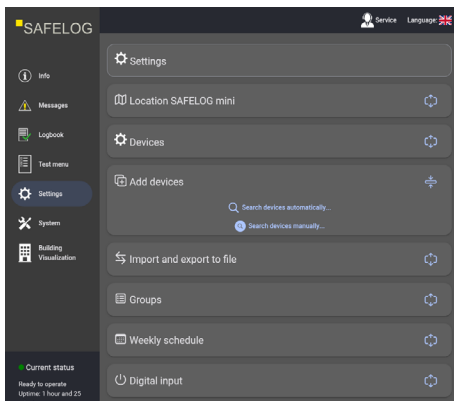 SAFELOG
Service Language:
Info
Messages
Logbook
Test menu
Settings
System
Building
Visualization
Current status
Ready to operate
Uptime: 1 hour and 25
Settings
Location SAFELOG mini
Devices
Add devices
Search devices automatically...
Search devices manually...
Import and export to file
Groups
Weekly schedule
Digital input